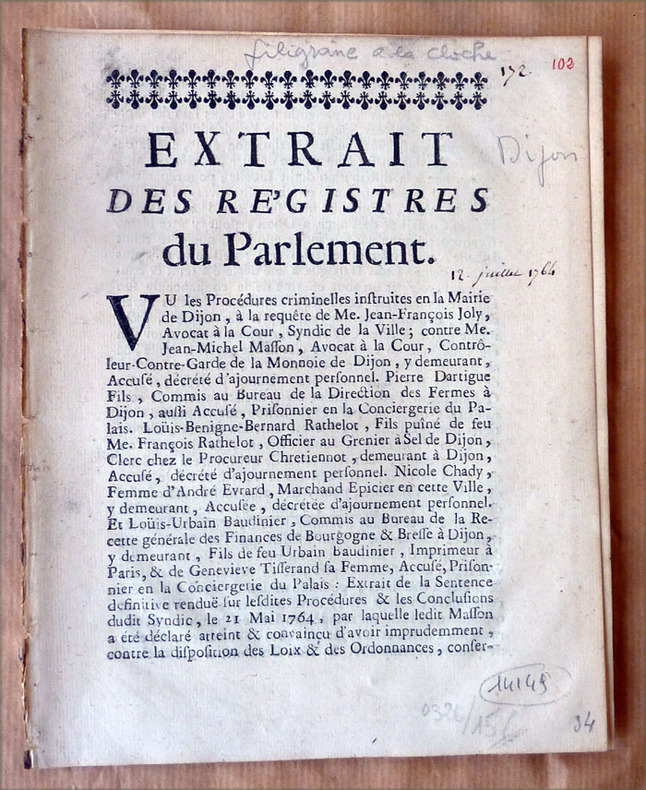 filigrane à la cloche
172.
102
EXTRAIT
Dijon
DES RE'GISTRES
du Parlement.
12. juillet 1764
VU les Procédures criminelles inſtruites en la Mairie
de Dijon, à la requête de Me. Jean-François Joly,
Avocat à la Cour, Syndic de la Ville; contre Me.
Jean-Michel Maſſon, Avocat à la Cour, Contrô-
leur-Contre-Garde de la Monnoie de Dijon, y demeurant,
Accuſé, décrété d'ajournement perſonnel. Pierre Dartigue
Fils, Commis au Bureau de la Direction des Fermes à
Dijon, auſſi Accuſé, Priſonnier en la Conciergerie du Pa-
lais. Loüis-Benigne-Bernard Rathelot, Fils puîné de feu
Me. François Rathelot, Officier au Grenier à Sel de Dijon,
Clerc chez le Procureur Chretiennot, demeurant à Dijon,
Accuſé, décrété d'ajournement perſonnel. Nicole Chady,
Femme d'André Evrard, Marchand Epicier en cette Ville,
y demeurant, Accuſée, décrétée d'ajournement perſonnel.
Et Loüis-Urbain Baudinier, Commis au Bureau de la Re-
cette générale des Finances de Bourgogne & Breſſe à Dijon,
y demeurant, Fils de feu Urbain Baudinier, Imprimeur à
Paris, & de Genevieve Tiſſerand ſa Femme, Accuſé, Priſon-
nier en la Conciergerie du Palais: Extrait de la Sentence
définitive renduë ſur leſdites Procédures & les Concluſions
dudit Syndic, le 21 Mai 1764, par laquelle ledit Maſſon
a été déclaré atteint & convaincu d'avoir imprudemment,
contre la diſpoſition des Loix & des Ordonnances, conſer-
14149
34